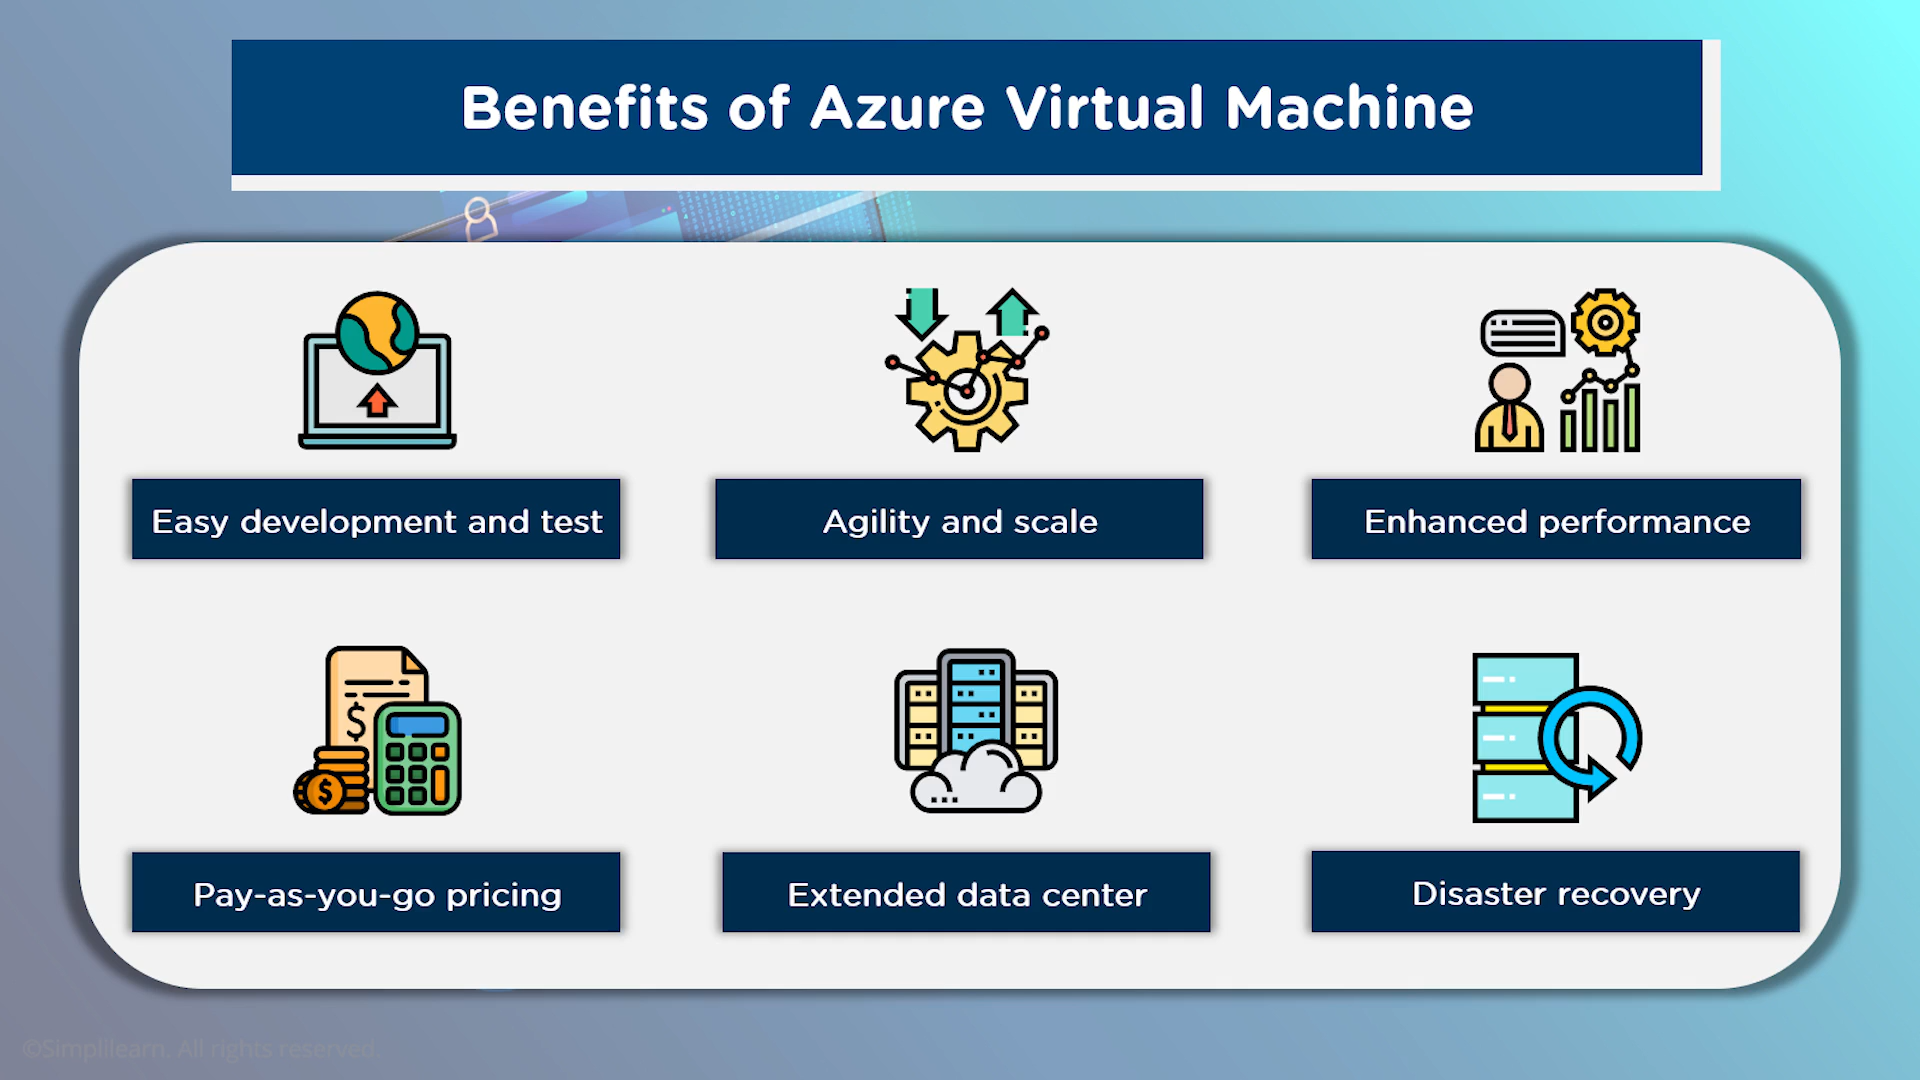 Benefits of Azure Virtual Machine
Easy development and test
Agility and scale
Enhanced performance
Pay-as-you-go pricing
Extended data center
Disaster recovery
©Simplilearn. All rights reserved.